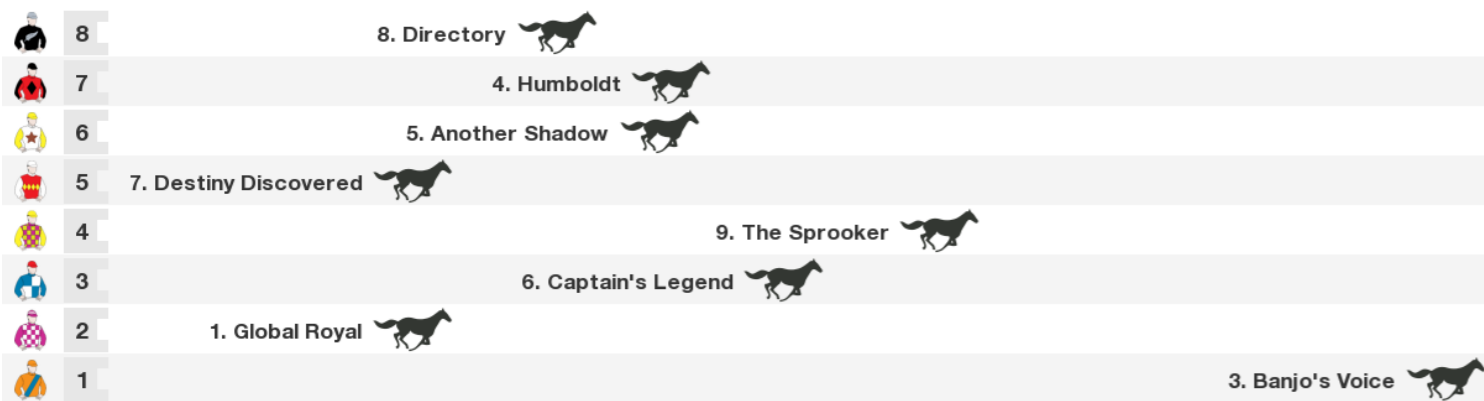 8 8. Directory
7 4. Humboldt
6 5. Another Shadow
5 7. Destiny Discovered
4 9. The Sprooker
3 6. Captain's Legend
2 1. Global Royal
1 3. Banjo's Voice